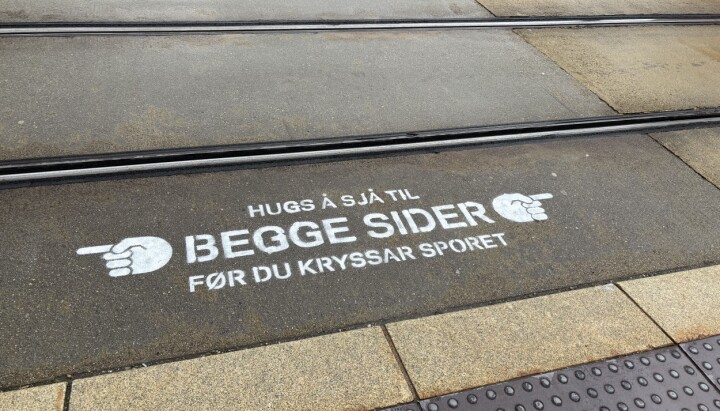 HUGS Å SJÅ TIL
BEGGE SIDER
FØR DU KRYSSAR SPORET